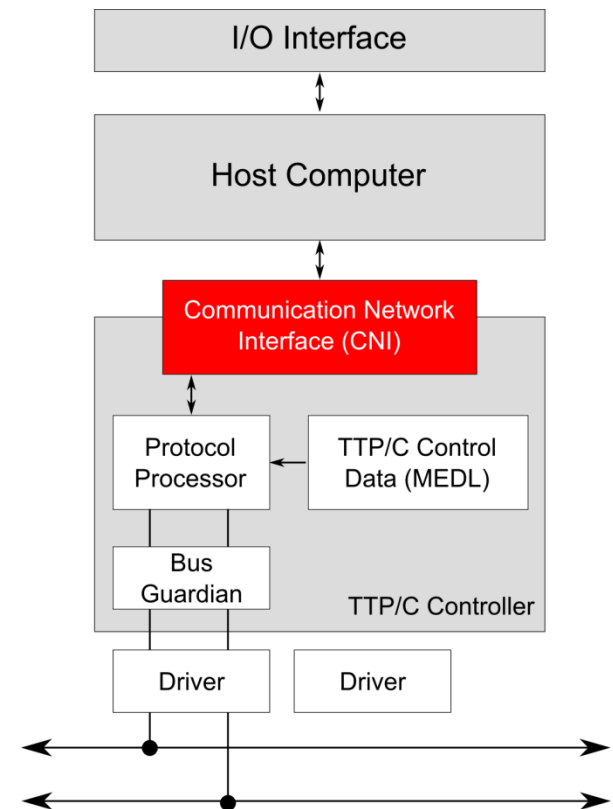 I/O Interface
Host Computer
Communication Network
Interface (CNI)
Protocol
Processor
TTP/C Control
Data (MEDL)
Bus
Guardian
TTP/C Controller
Driver
Driver